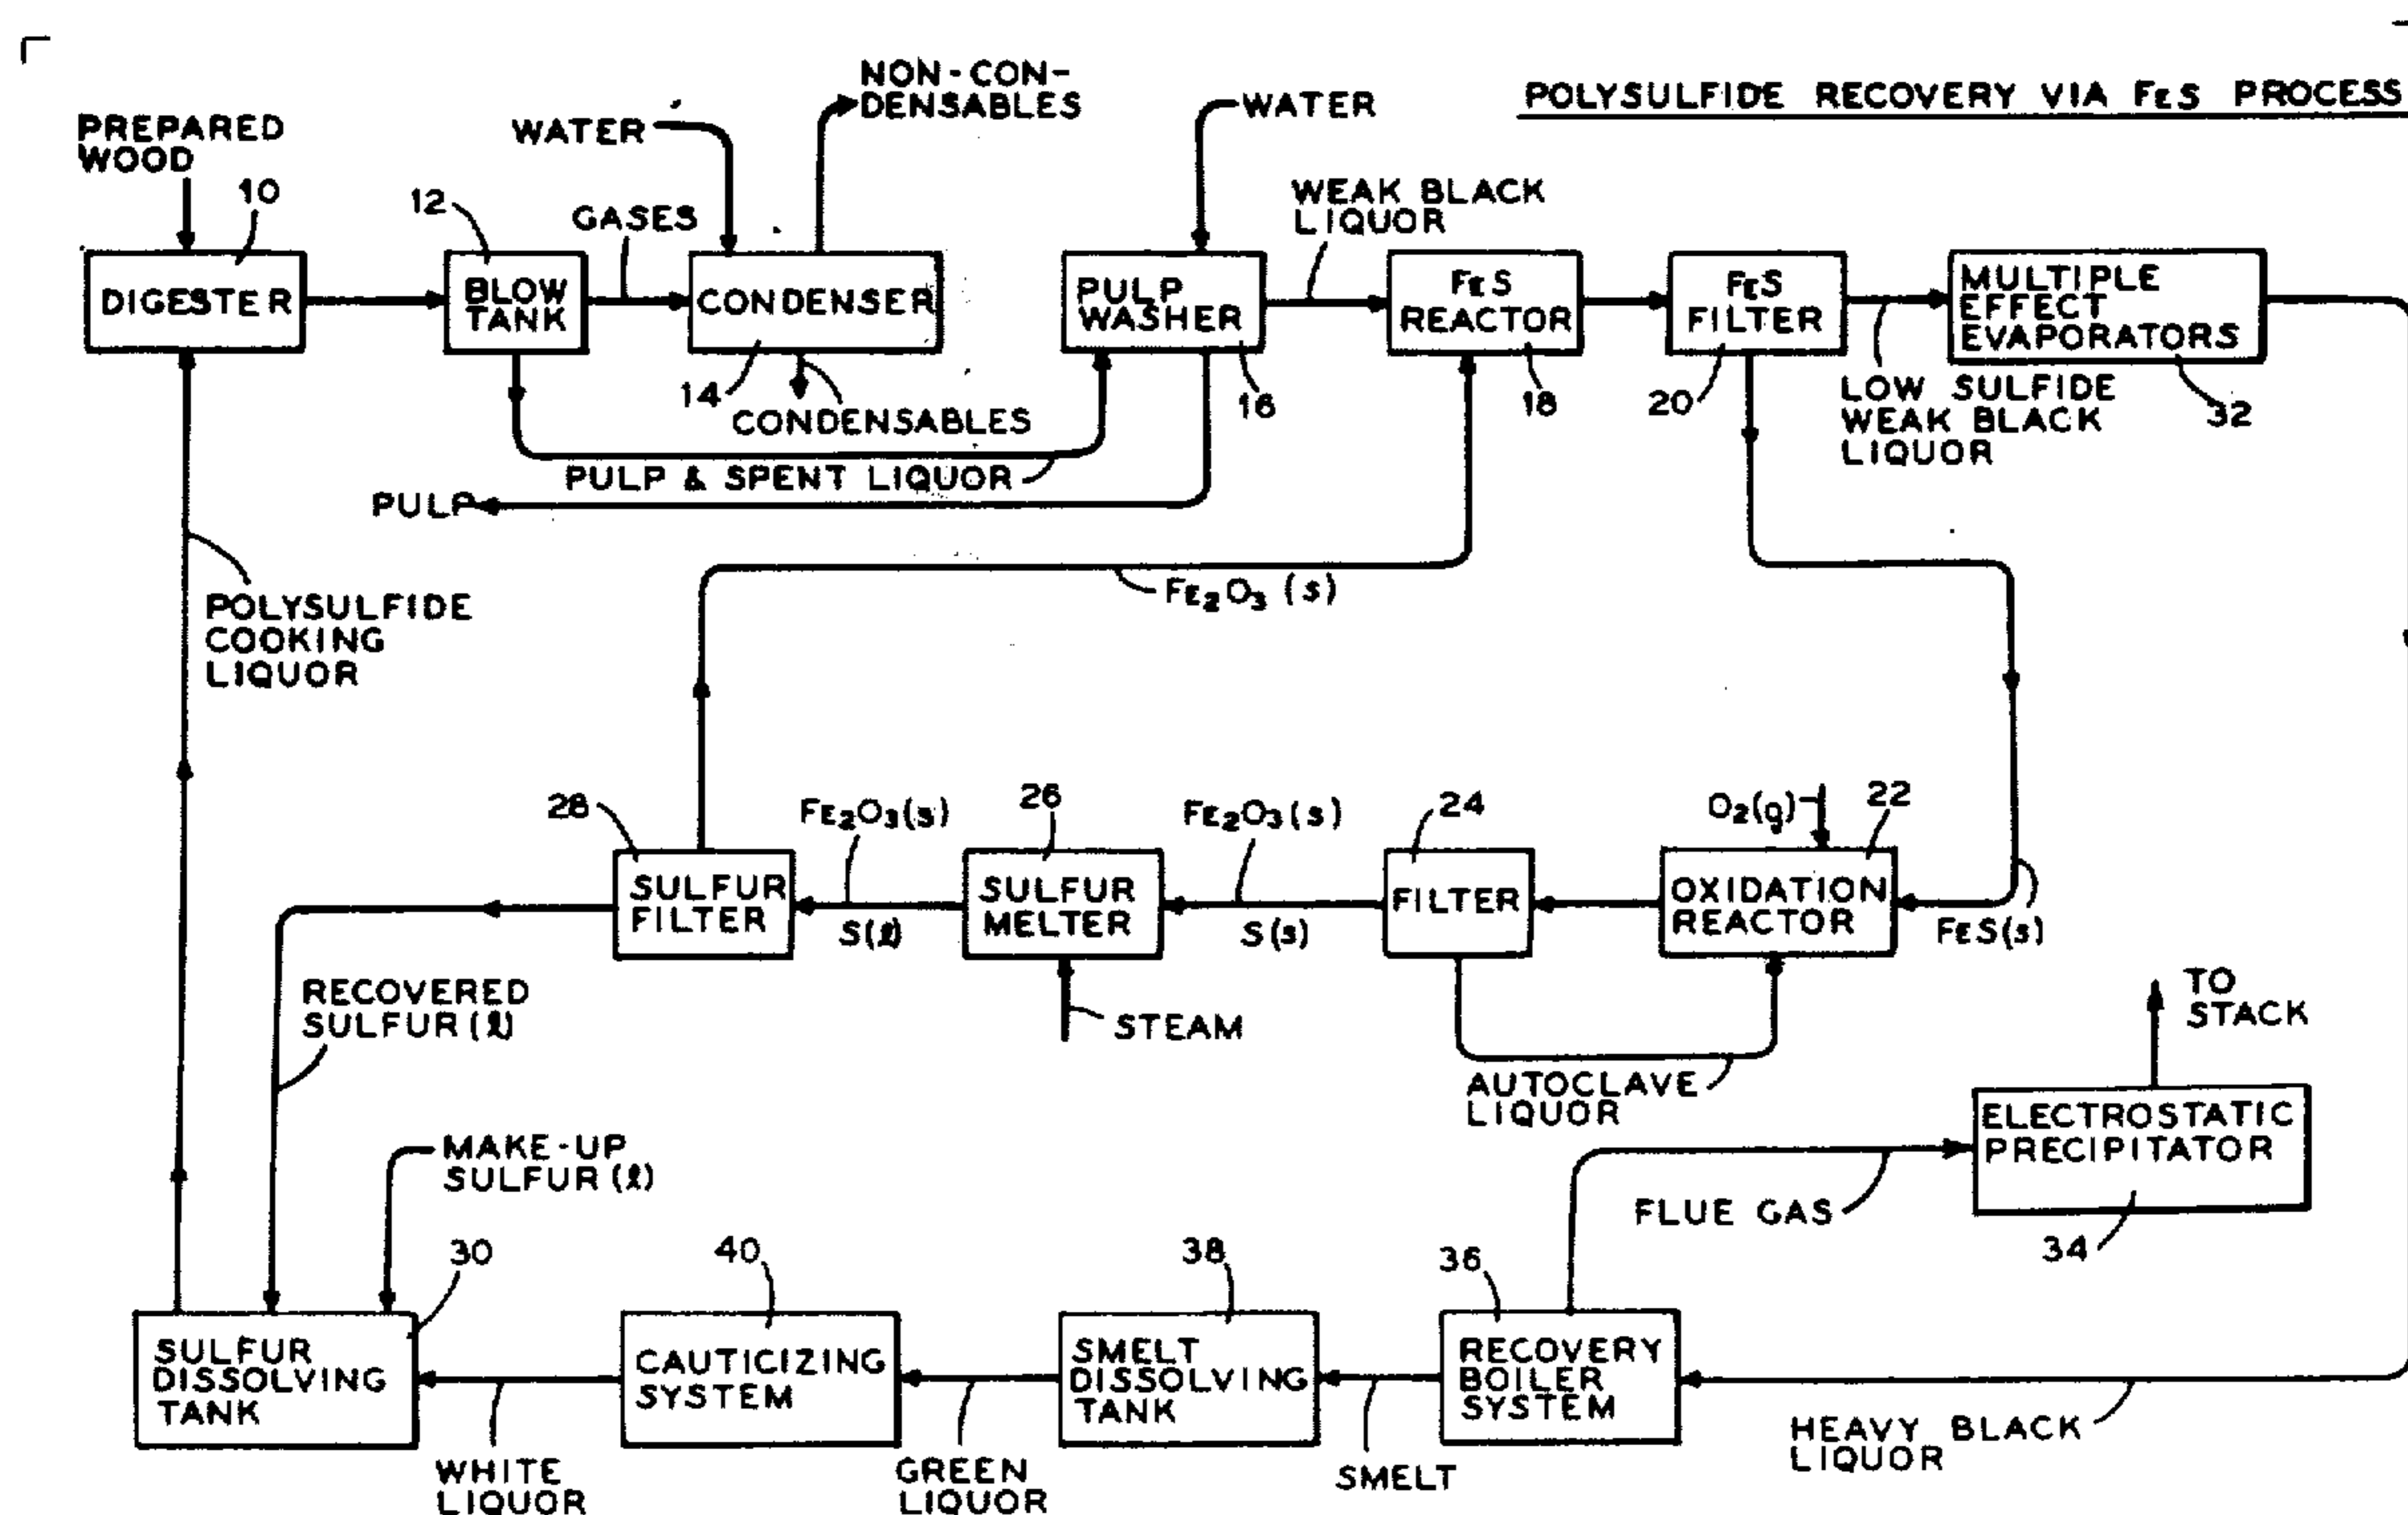 POLYSULFIDE RECOVERY VIA FES PROCESS
PREPARED
WOOD
10
DIGESTER
12
BLOW
TANK
GASES
WATER
NON-CON-
DENSABLES
CONDENSER
14
CONDENSABLES
PULP & SPENT LIQUOR
PULP
WATER
PULP
WASHER
16
WEAK BLACK
LIQUOR
FES
REACTOR
18
FES
FILTER
20
LOW SULFIDE
WEAK BLACK
LIQUOR
MULTIPLE
EFFECT
EVAPORATORS
32
POLYSULFIDE
COOKING
LIQUOR
FE₂O₃ (s)
28
SULFUR
FILTER
FE₂O₃(s)
S(l)
26
SULFUR
MELTER
STEAM
FE₂O₃(s)
S(s)
24
FILTER
O₂(g)
22
OXIDATION
REACTOR
FES(s)
AUTOCLAVE
LIQUOR
RECOVERED
SULFUR(l)
MAKE-UP
SULFUR(l)
TO
STACK
ELECTROSTATIC
PRECIPITATOR
34
FLUE GAS
30
SULFUR
DISSOLVING
TANK
WHITE
LIQUOR
40
CAUTICIZING
SYSTEM
GREEN
LIQUOR
38
SMELT
DISSOLVING
TANK
SMELT
36
RECOVERY
BOILER
SYSTEM
HEAVY BLACK
LIQUOR